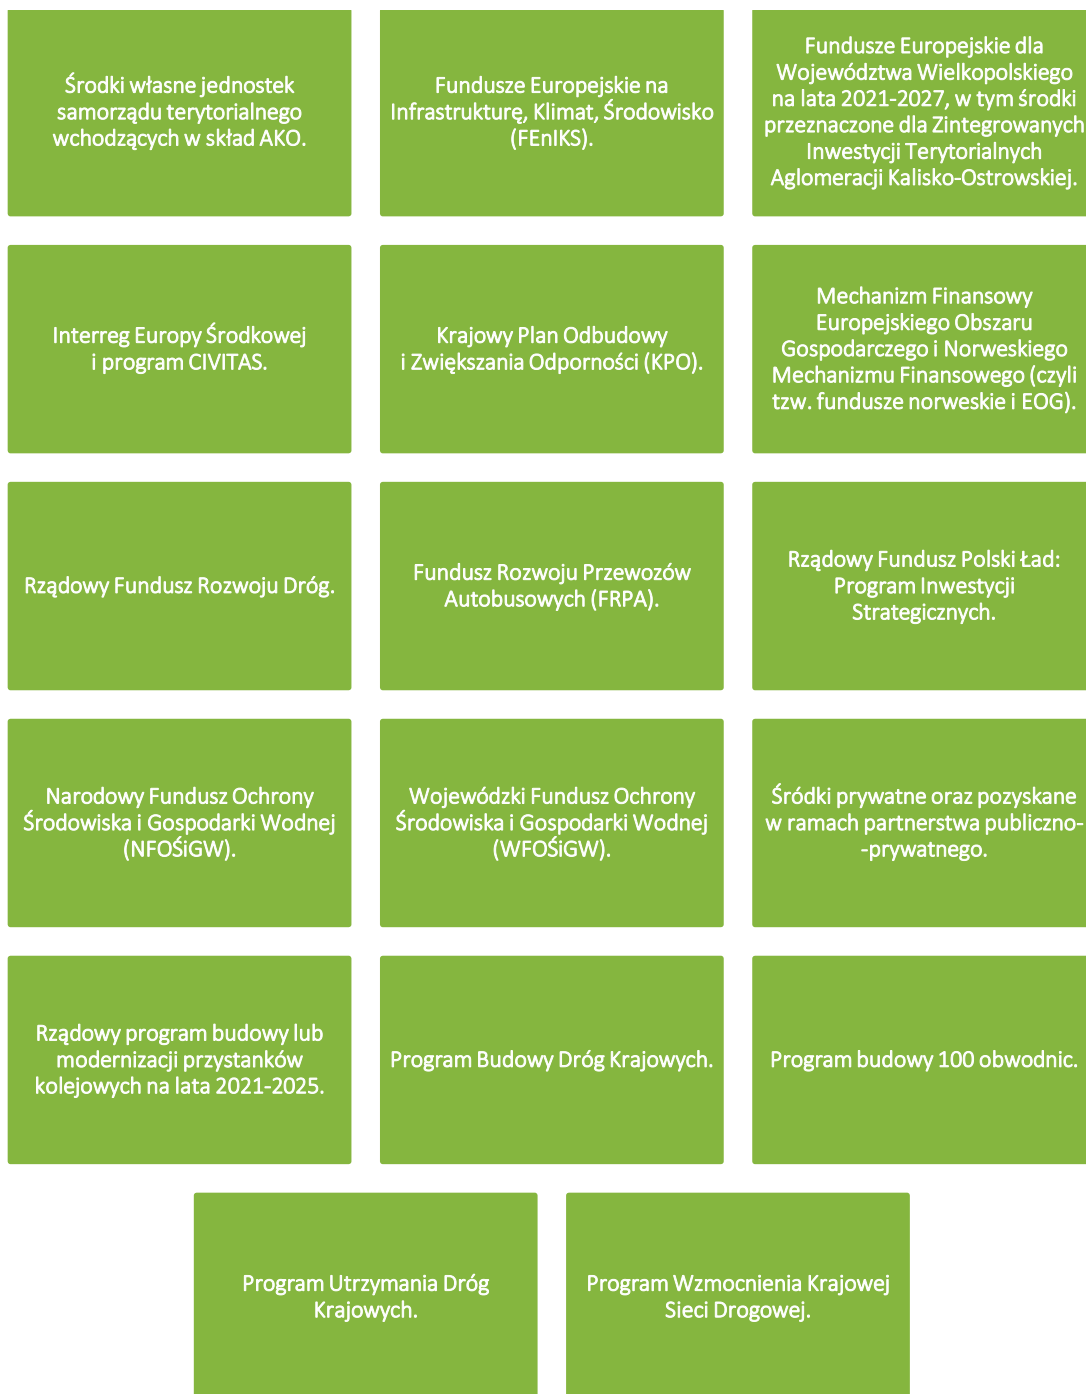 Środki własne jednostek
samorządu terytorialnego
wchodzących w skład AKO.
Fundusze Europejskie na
Infrastrukturę, Klimat, Środowisko
(FEnIKS).
Fundusze Europejskie dla
Województwa Wielkopolskiego
na lata 2021-2027, w tym środki
przeznaczone dla Zintegrowanych
Inwestycji Terytorialnych
Aglomeracji Kalisko-Ostrowskiej.
Interreg Europy Środkowej
i program CIVITAS.
Krajowy Plan Odbudowy
i Zwiększania Odporności (KPO).
Mechanizm Finansowy
Europejskiego Obszaru
Gospodarczego i Norweskiego
Mechanizmu Finansowego (czyli
tzw. fundusze norweskie i EOG).
Rządowy Fundusz Rozwoju Dróg.
Fundusz Rozwoju Przewozów
Autobusowych (FRPA).
Rządowy Fundusz Polski Ład:
Program Inwestycji
Strategicznych.
Narodowy Fundusz Ochrony
Środowiska i Gospodarki Wodnej
(NFOŚiGW).
Wojewódzki Fundusz Ochrony
Środowiska i Gospodarki Wodnej
(WFOŚiGW).
Śródki prywatne oraz pozyskane
w ramach partnerstwa publiczno-
-prywatnego.
Rządowy program budowy lub
modernizacji przystanków
kolejowych na lata 2021-2025.
Program Budowy Dróg Krajowych.
Program budowy 100 obwodnic.
Program Utrzymania Dróg
Krajowych.
Program Wzmocnienia Krajowej
Sieci Drogowej.